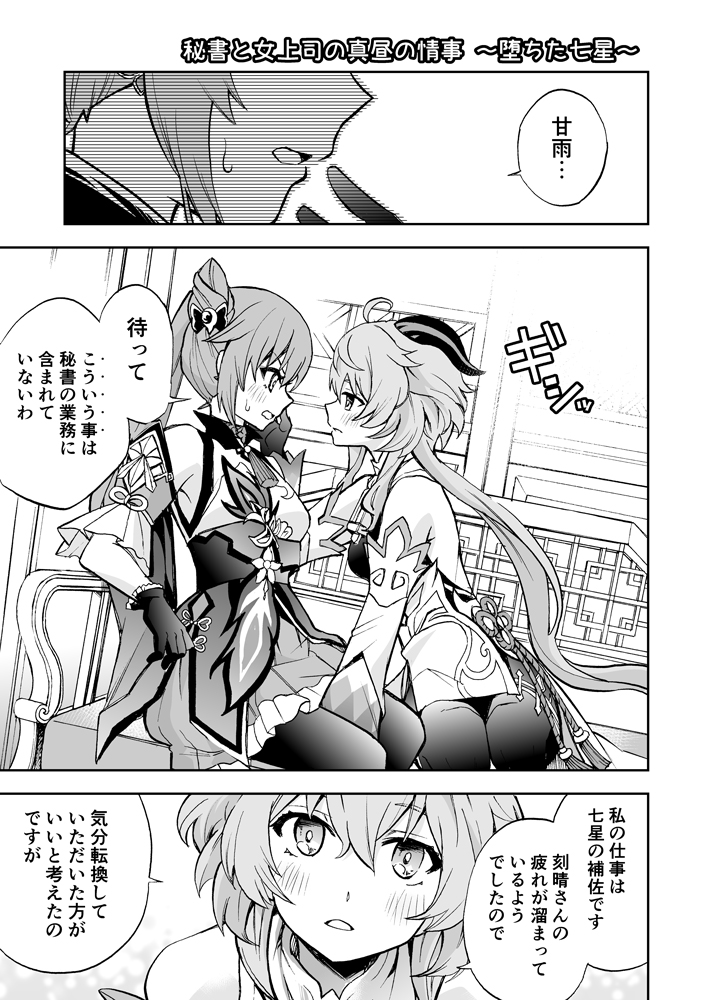 秘書と女上司の真昼の情事 ～堕ちた七星～
甘雨…
ギシッ
待って
こういう事は
秘書の業務に
含まれて
いないわ
私の仕事は
七星の補佐です
刻晴さんの
疲れが溜まって
いるよう
でしたので
気分転換して
いただいた方が
いいと考えたの
ですが